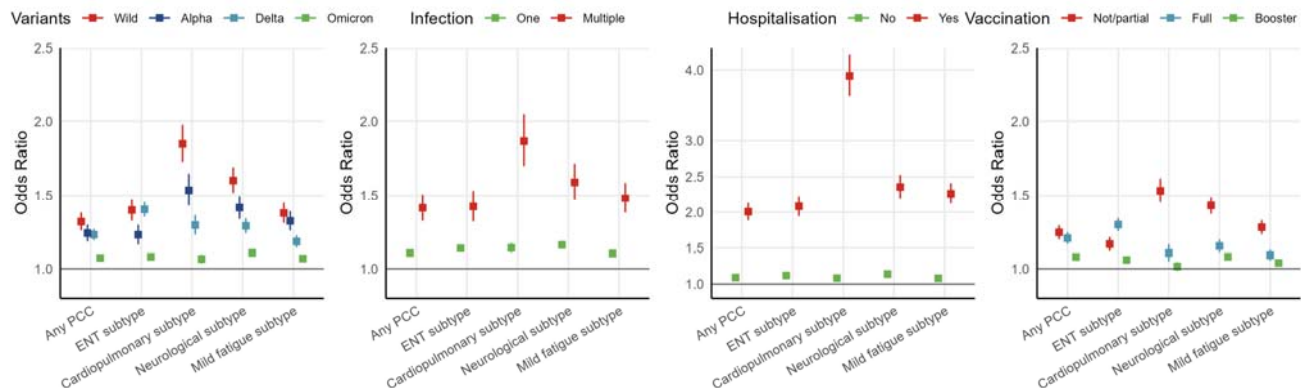 Variants Wild Alpha Delta Omicron
Infection One Multiple
Hospitalisation No Yes
Vaccination Not/partial Full Booster
Odds Ratio
2.5
2.0
1.5
1.0
Any PCC
ENT subtype
Cardiopulmonary subtype
Neurological subtype
Mild fatigue subtype
Odds Ratio
2.5
2.0
1.5
1.0
Any PCC
ENT subtype
Cardiopulmonary subtype
Neurological subtype
Mild fatigue subtype
Odds Ratio
4.0
3.0
2.5
2.0
1.5
1.0
Any PCC
ENT subtype
Cardiopulmonary subtype
Neurological subtype
Mild fatigue subtype
Odds Ratio
2.5
2.0
1.5
1.0
Any PCC
ENT subtype
Cardiopulmonary subtype
Neurological subtype
Mild fatigue subtype